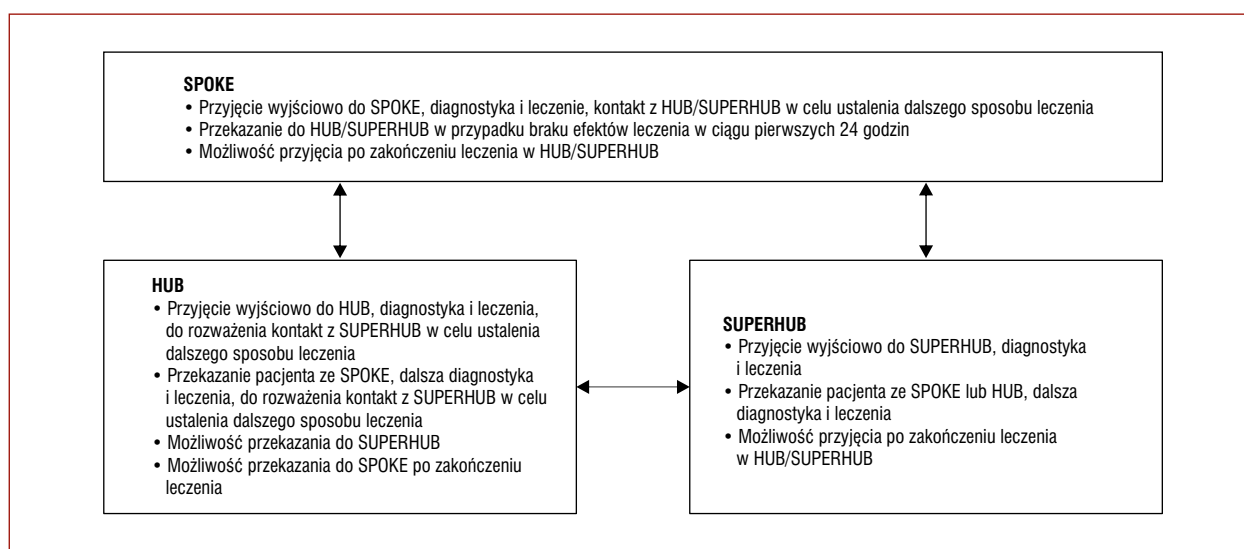 SPOKE
• Przyjęcie wyjściowo do SPOKE, diagnostyka i leczenie, kontakt z HUB/SUPERHUB w celu ustalenia dalszego sposobu leczenia
• Przekazanie do HUB/SUPERHUB w przypadku braku efektów leczenia w ciągu pierwszych 24 godzin
• Możliwość przyjęcia po zakończeniu leczenia w HUB/SUPERHUB
HUB
• Przyjęcie wyjściowo do HUB, diagnostyka i leczenia,
do rozważenia kontakt z SUPERHUB w celu ustalenia
dalszego sposobu leczenia
• Przekazanie pacjenta ze SPOKE, dalsza diagnostyka
i leczenia, do rozważenia kontakt z SUPERHUB w celu
ustalenia dalszego sposobu leczenia
• Możliwość przekazania do SUPERHUB
• Możliwość przekazania do SPOKE po zakończeniu
leczenia
SUPERHUB
• Przyjęcie wyjściowo do SUPERHUB, diagnostyka
i leczenia
• Przekazanie pacjenta ze SPOKE lub HUB, dalsza
diagnostyka i leczenia
• Możliwość przyjęcia po zakończeniu leczenia
w HUB/SUPERHUB